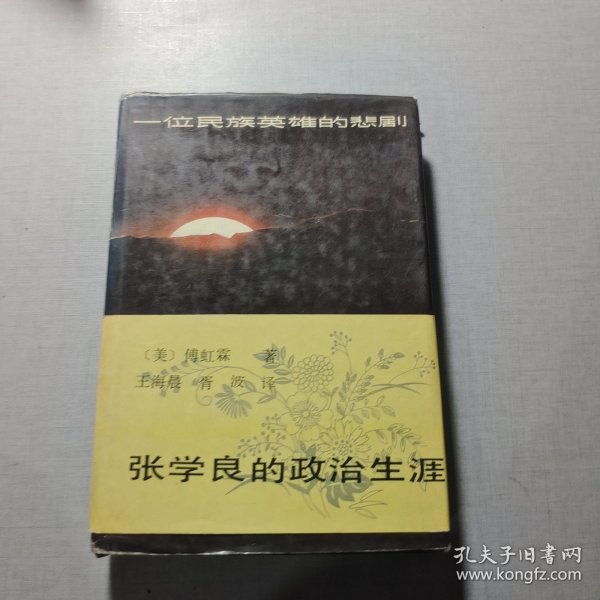 一位民族英雄的悲剧
〔美〕傅虹霖 著
王海晨 胥波 译
张学良的政治生涯
孔夫子旧书网
www.kongfz.com